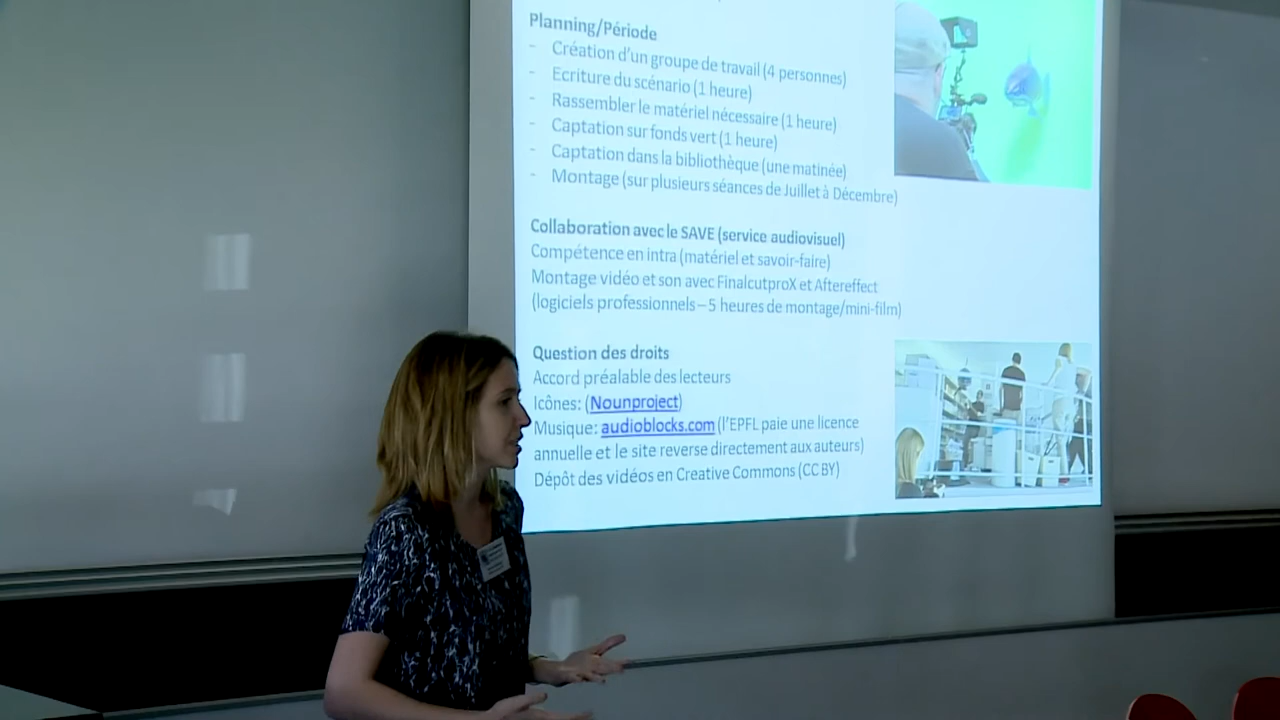 Planning/Période
- Création d'un groupe de travail (4 personnes)
- Ecriture du scénario (1 heure)
- Rassembler le matériel nécessaire (1 heure)
- Captation sur fonds vert (1 heure)
- Captation dans la bibliothèque (une matinée)
- Montage (sur plusieurs séances de Juillet à Décembre)
Collaboration avec le SAVE (service audiovisuel)
Compétence en intra (matériel et savoir-faire)
Montage vidéo et son avec FinalcutproX et Aftereffect
(logiciels professionnels – 5 heures de montage/mini-film)
Question des droits
Accord préalable des lecteurs
Icônes: (Nounproject)
Musique: audioblocks.com (l'EPFL paie une licence
annuelle et le site reverse directement aux auteurs)
Dépôt des vidéos en Creative Commons (CC BY)